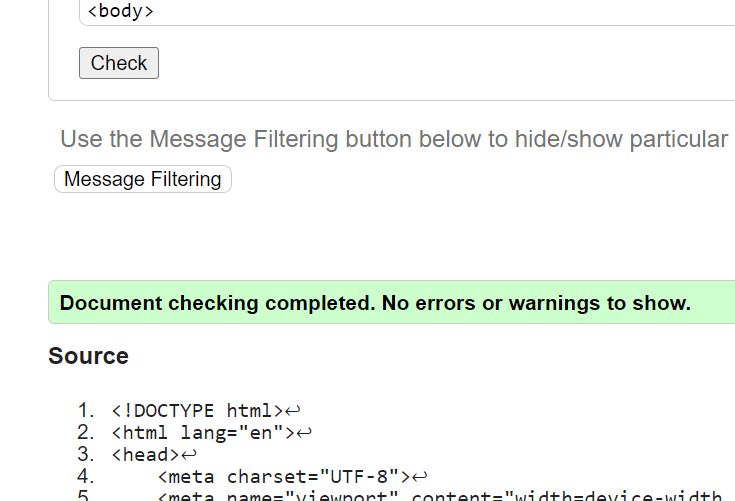 <body>
Check
Use the Message Filtering button below to hide/show particular
Message Filtering
Document checking completed. No errors or warnings to show.
Source
1. <!DOCTYPE html>↩
2. <html lang="en">↩
3. <head>↩
4. <meta charset="UTF-8">↩
5. <meta name="viewport" content="width=device-width